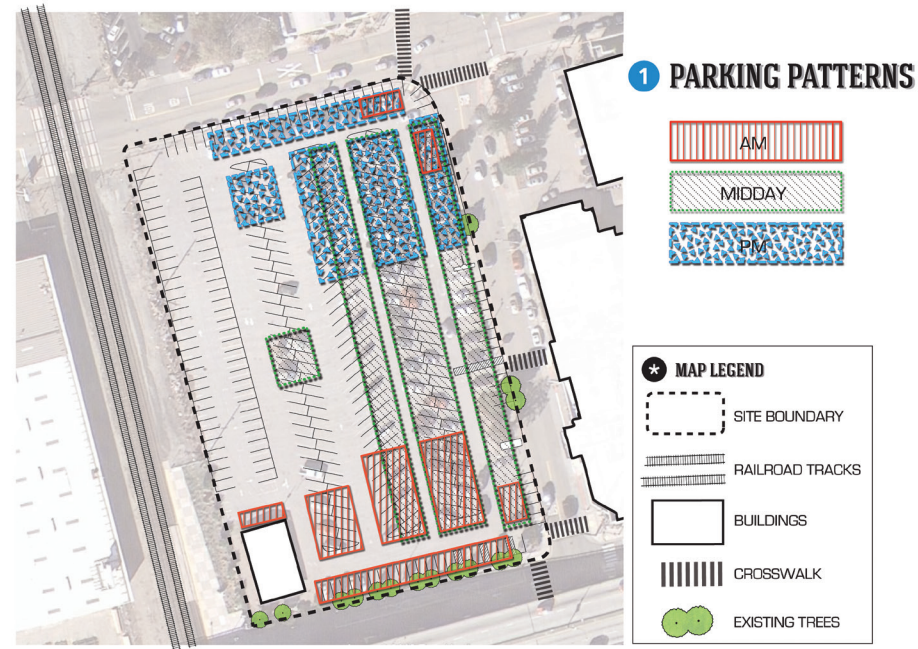 1 PARKING PATTERNS
AM
MIDDAY
PM
* MAP LEGEND
SITE BOUNDARY
RAILROAD TRACKS
BUILDINGS
CROSSWALK
EXISTING TREES